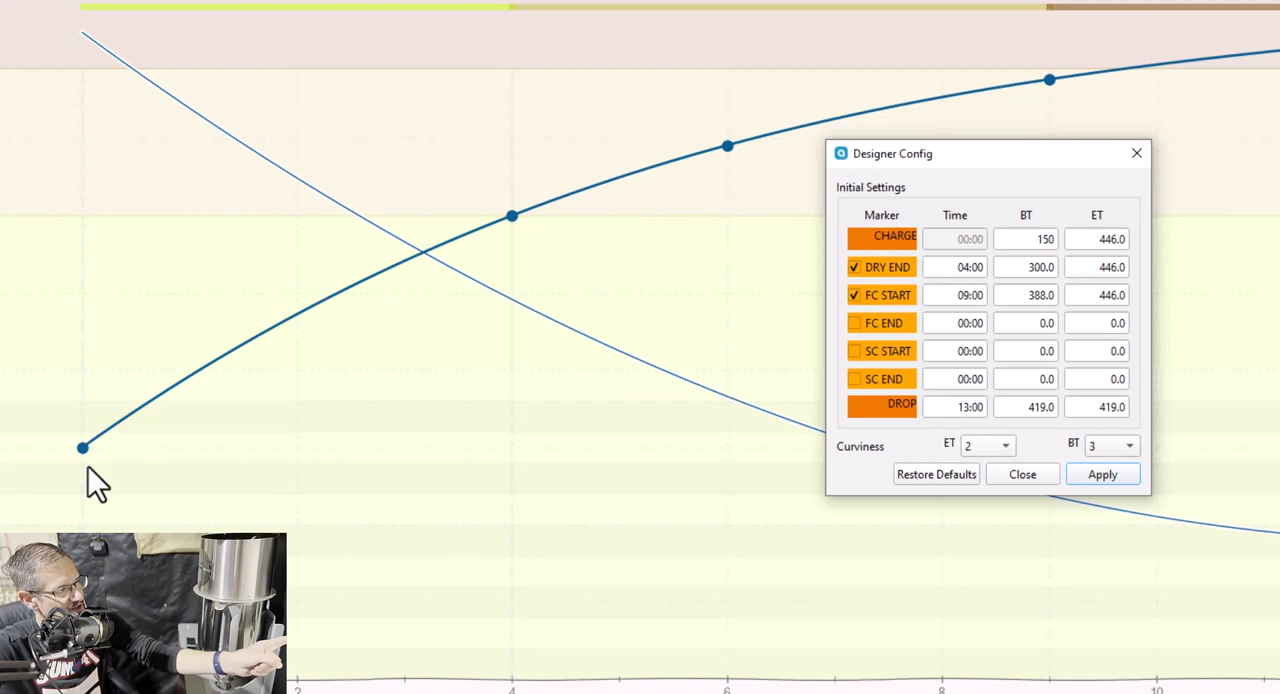 Designer Config
Initial Settings
Marker Time BT ET
CHARGE 00:00 150 446.0
DRY END 04:00 300.0 446.0
FC START 09:00 388.0 446.0
FC END 00:00 0.0 0.0
SC START 00:00 0.0 0.0
SC END 00:00 0.0 0.0
DROP 13:00 419.0 419.0
Curviness ET 2 BT 3
Restore Defaults Close Apply
2 4 6 8 10